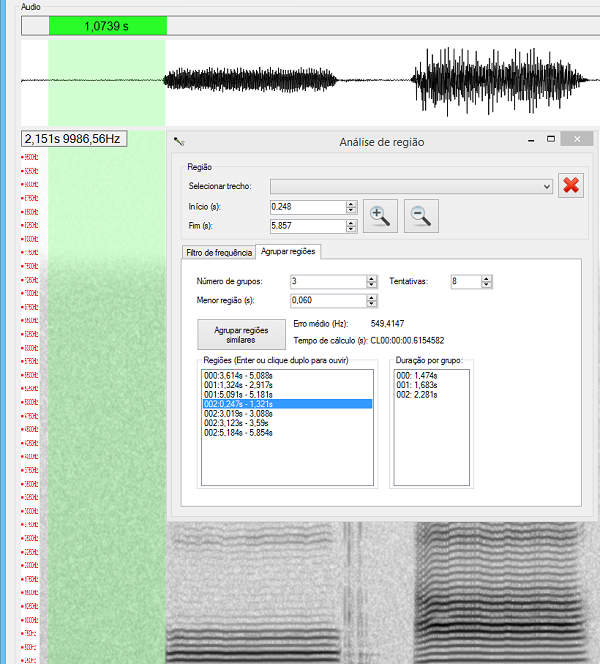 Audio
1,0739 s
2,151s 9986,56Hz
Análise de região
Região
Selecionar trecho:
Início (s):
0.248
Fim (s):
5.857
Filtro de frequência
Agrupar regiões
Número de grupos:
3
Tentativas:
8
Menor região (s):
0,060
Agrupar regiões
similares
Erro médio (Hz):
549,4147
Tempo de cálculo (s): CL00:00:00.6154582
Regiões (Enter ou clique duplo para ouvir)
000:3,614s - 5,088s
001:1,324s - 2,917s
001:5,091s - 5,181s
002:0,247s - 1,321s
002:3,019s - 3,088s
002:3,123s - 3,59s
002:5,184s - 5,854s
Duração por grupo:
000: 1,474s
001: 1,683s
002: 2,281s